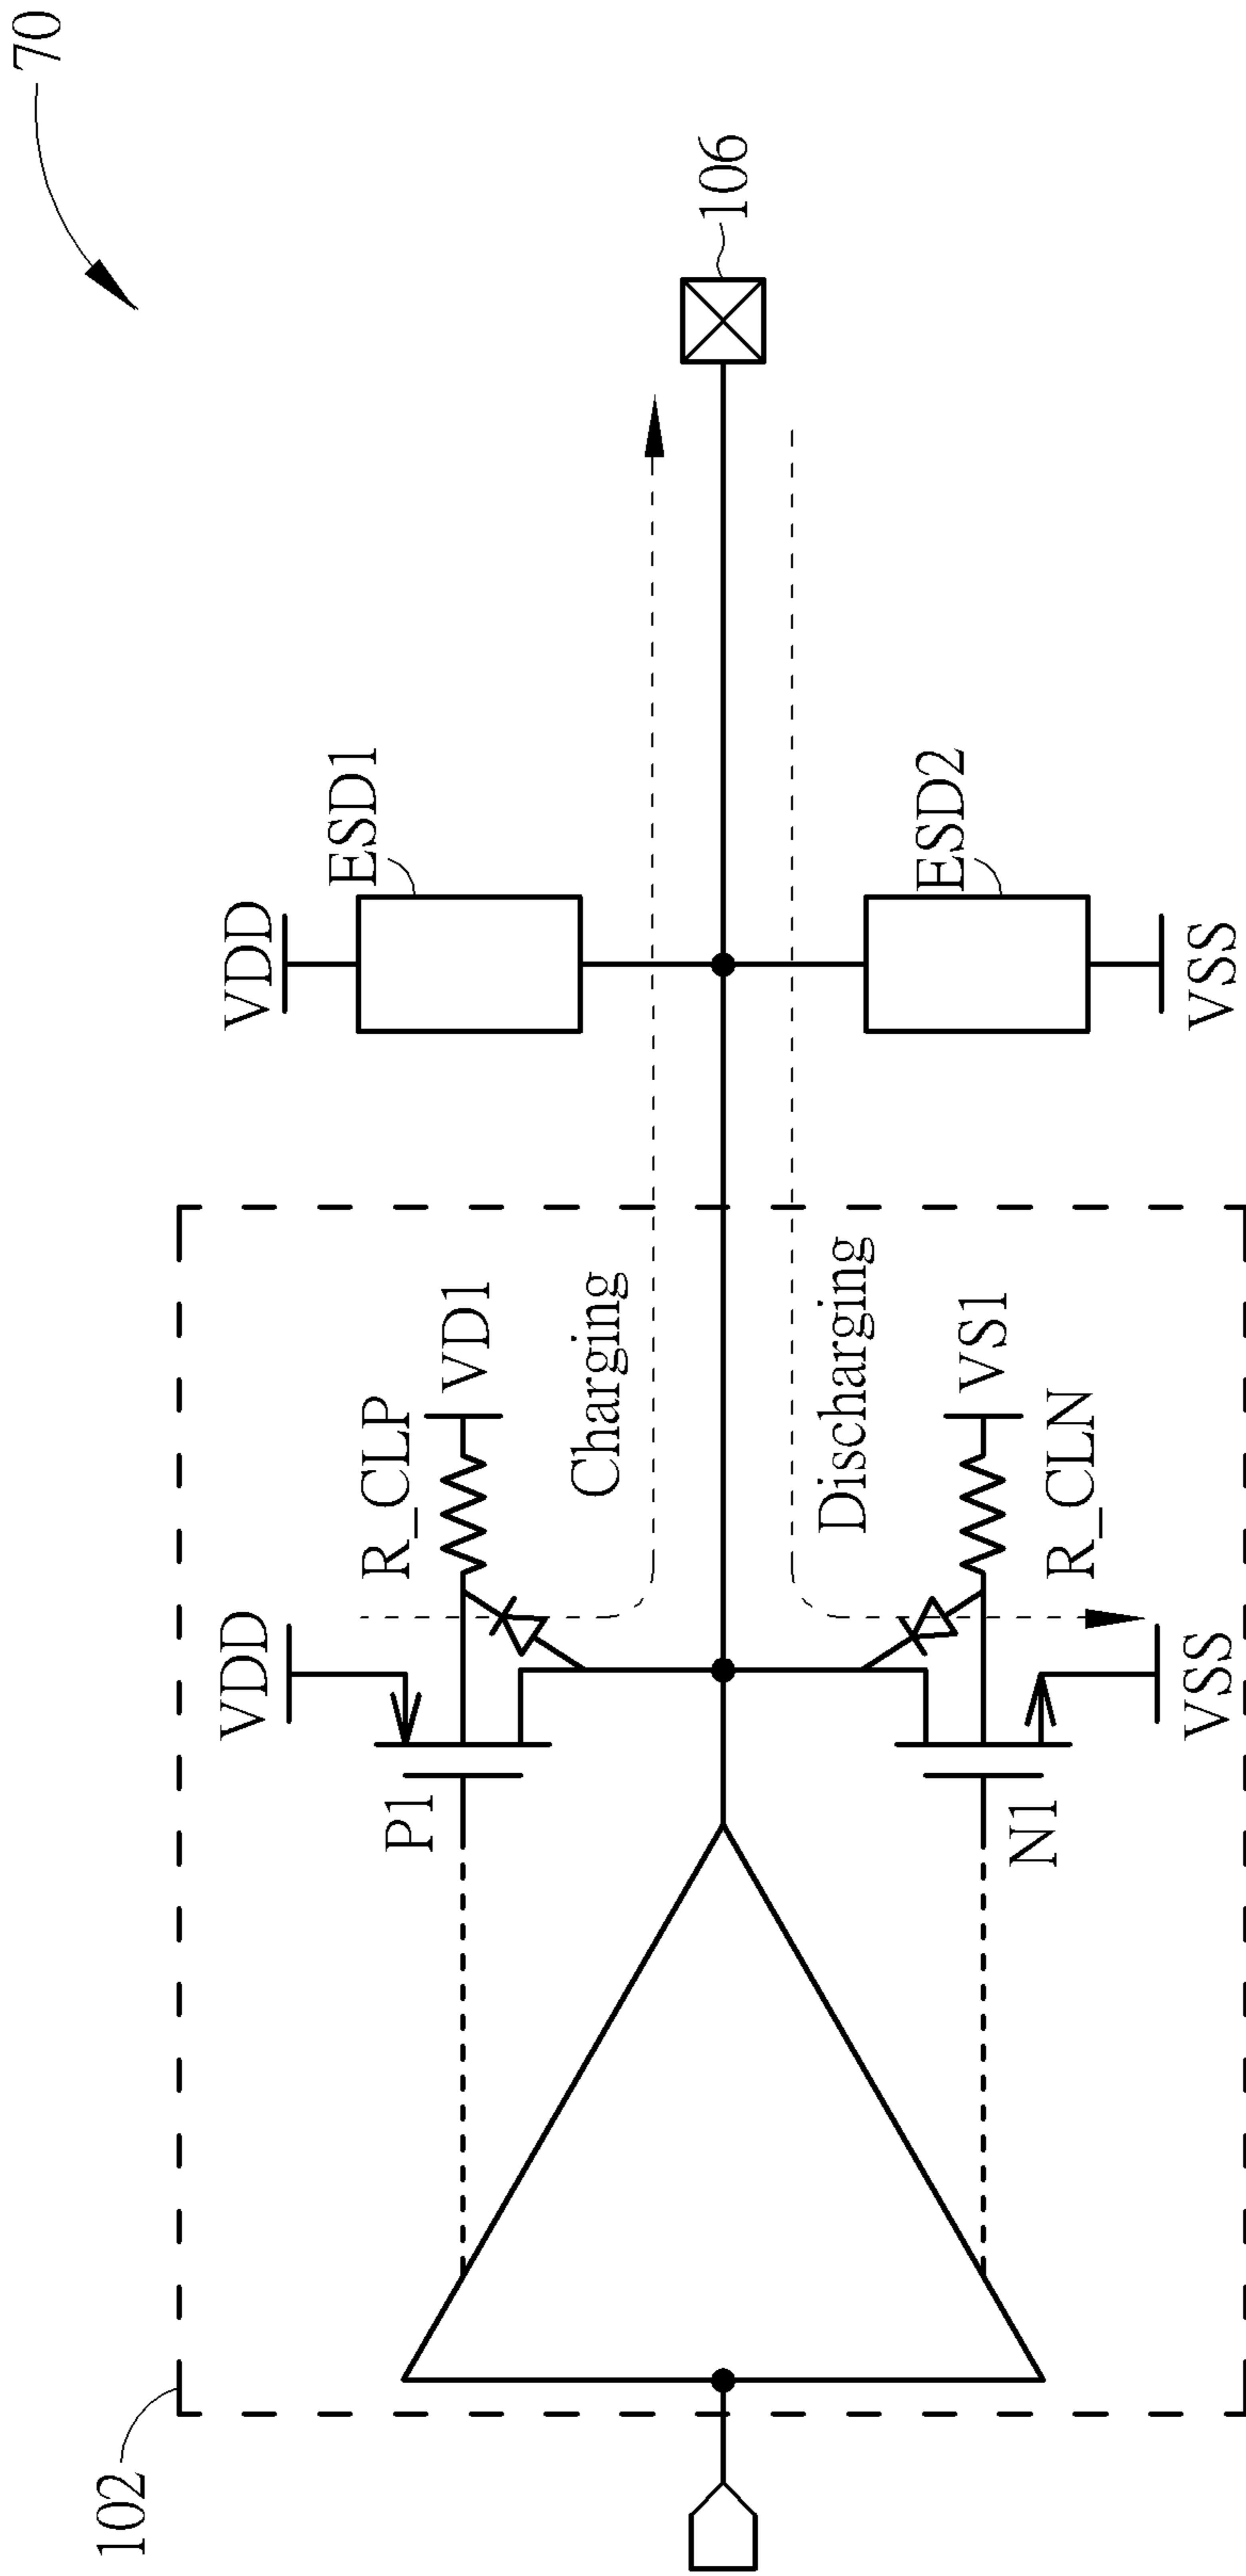 70
VDD
VDD
ESD1
P1
R_CLP
VD1
Charging
106
Discharging
VS1
N1
R_CLN
ESD2
VSS
VSS
102